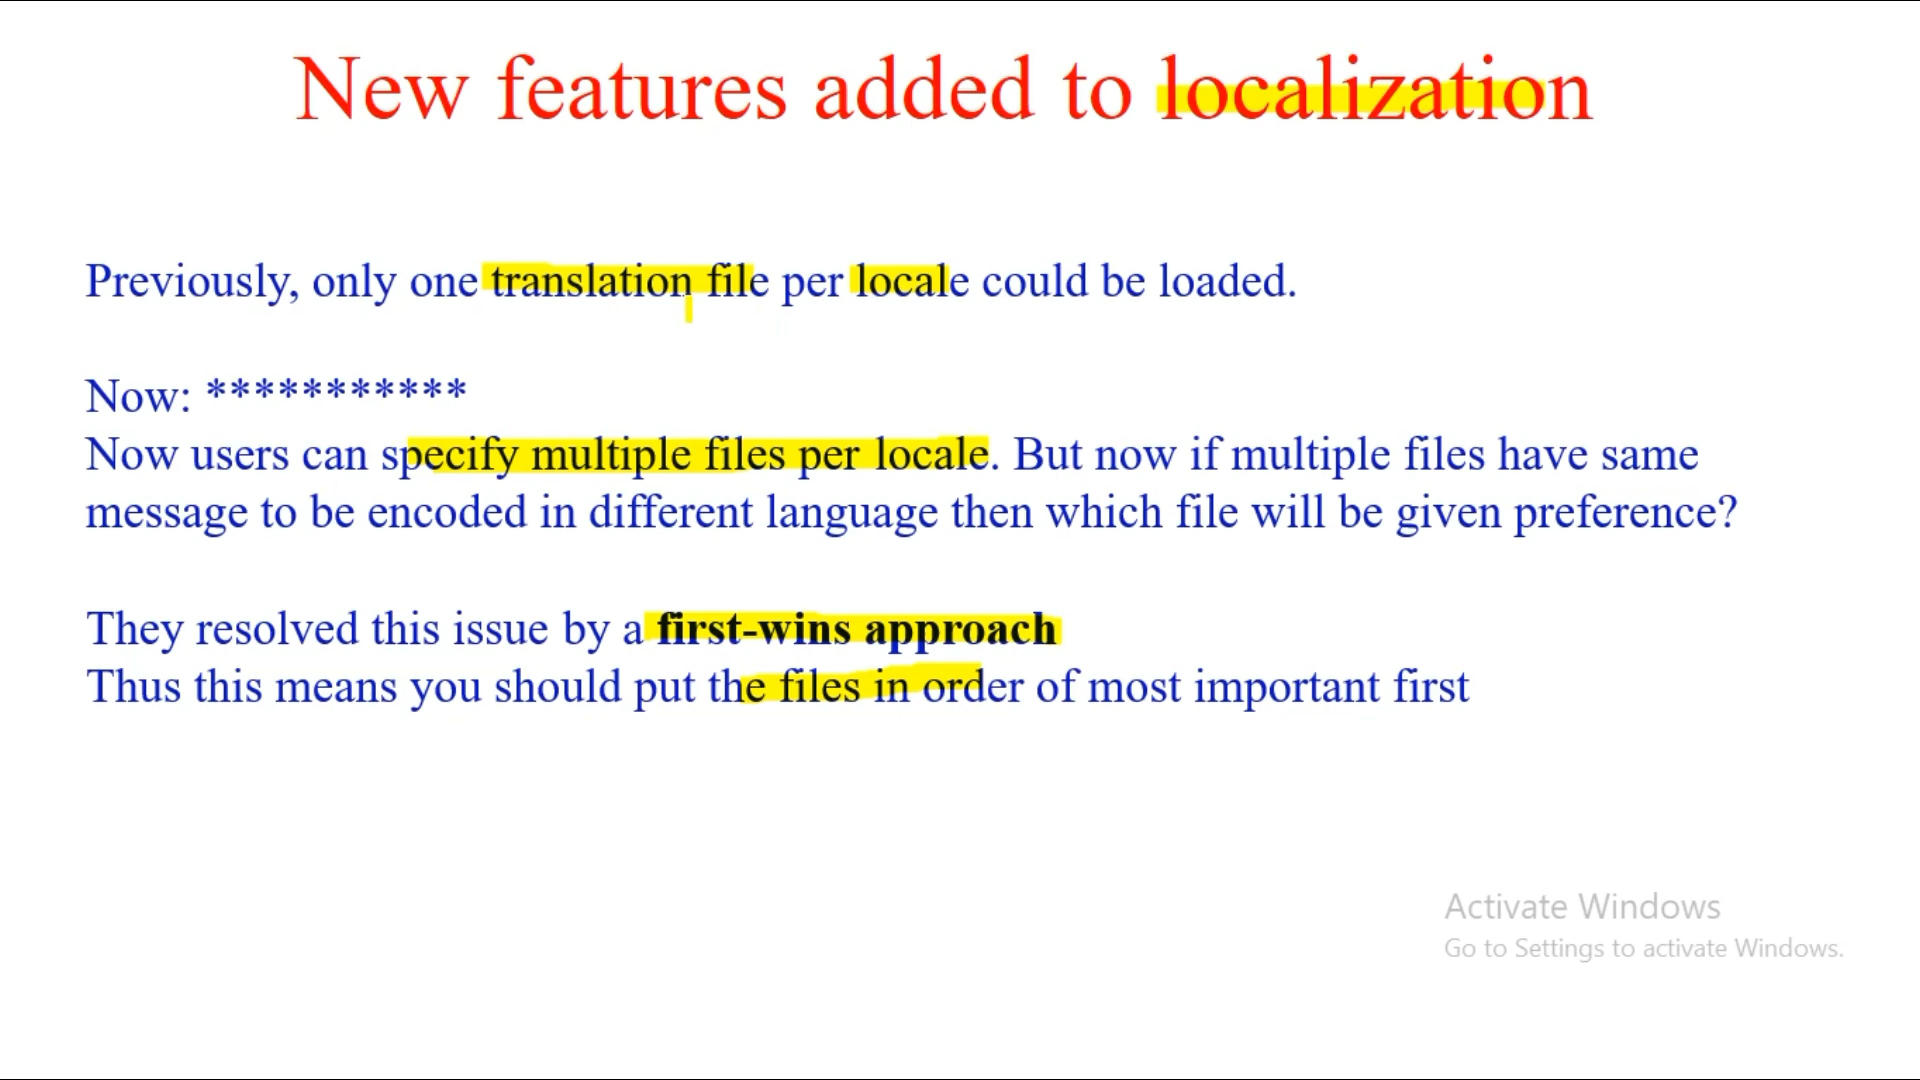 New features added to localization
Previously, only one translation file per locale could be loaded.
Now: ***********
Now users can specify multiple files per locale. But now if multiple files have same
message to be encoded in different language then which file will be given preference?
They resolved this issue by a first-wins approach
Thus this means you should put the files in order of most important first
Activate Windows
Go to Settings to activate Windows.